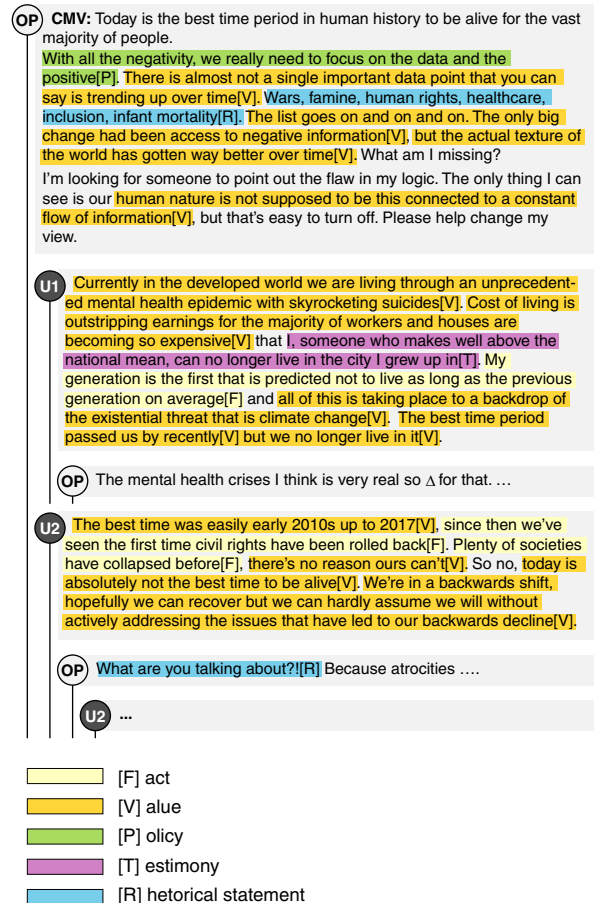 OP CMV: Today is the best time period in human history to be alive for the vast
majority of people.
With all the negativity, we really need to focus on the data and the
positive[P]. There is almost not a single important data point that you can
say is trending up over time[V]. Wars, famine, human rights, healthcare,
inclusion, infant mortality[R]. The list goes on and on and on. The only big
change had been access to negative information[V], but the actual texture of
the world has gotten way better over time[V]. What am I missing?
I'm looking for someone to point out the flaw in my logic. The only thing I can
see is our human nature is not supposed to be this connected to a constant
flow of information[V], but that's easy to turn off. Please help change my
view.
U1 Currently in the developed world we are living through an unprecedent-
ed mental health epidemic with skyrocketing suicides[V]. Cost of living is
outstripping earnings for the majority of workers and houses are
becoming so expensive[V] that I, someone who makes well above the
national mean, can no longer live in the city I grew up in[T]. My
generation is the first that is predicted not to live as long as the previous
generation on average[F] and all of this is taking place to a backdrop of
the existential threat that is climate change[V]. The best time period
passed us by recently[V] but we no longer live in it[V].
OP The mental health crises I think is very real so Δ for that. …
U2 The best time was easily early 2010s up to 2017[V], since then we've
seen the first time civil rights have been rolled back[F]. Plenty of societies
have collapsed before[F], there's no reason ours can't[V]. So no, today is
absolutely not the best time to be alive[V]. We're in a backwards shift,
hopefully we can recover but we can hardly assume we will without
actively addressing the issues that have led to our backwards decline[V].
OP What are you talking about?![R] Because atrocities ….
U2 ...
[F] act
[V] alue
[P] olicy
[T] estimony
[R] hetorical statement